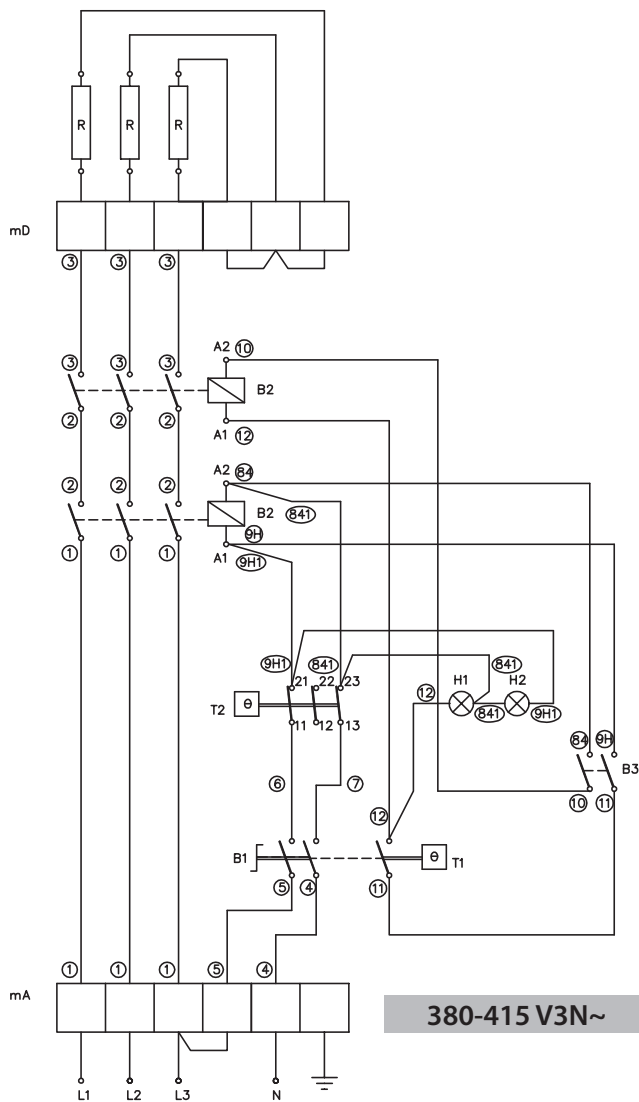 R R R
mD
3 3 3
A2 10
3 3 3
B2
2 2 2
A1 12
A2 84
2 2 2
B2 841
9H
1 1 1
A1 9H1
9H1 841 841
21 22 23 H1 H2
12
T2 θ 841 9H1
11 12 13
84 9H
B3
6 7
10 11
12
B1 θ T1
5 4 11
1 1 1 5 4
mA
380-415 V3N~
L1 L2 L3 N